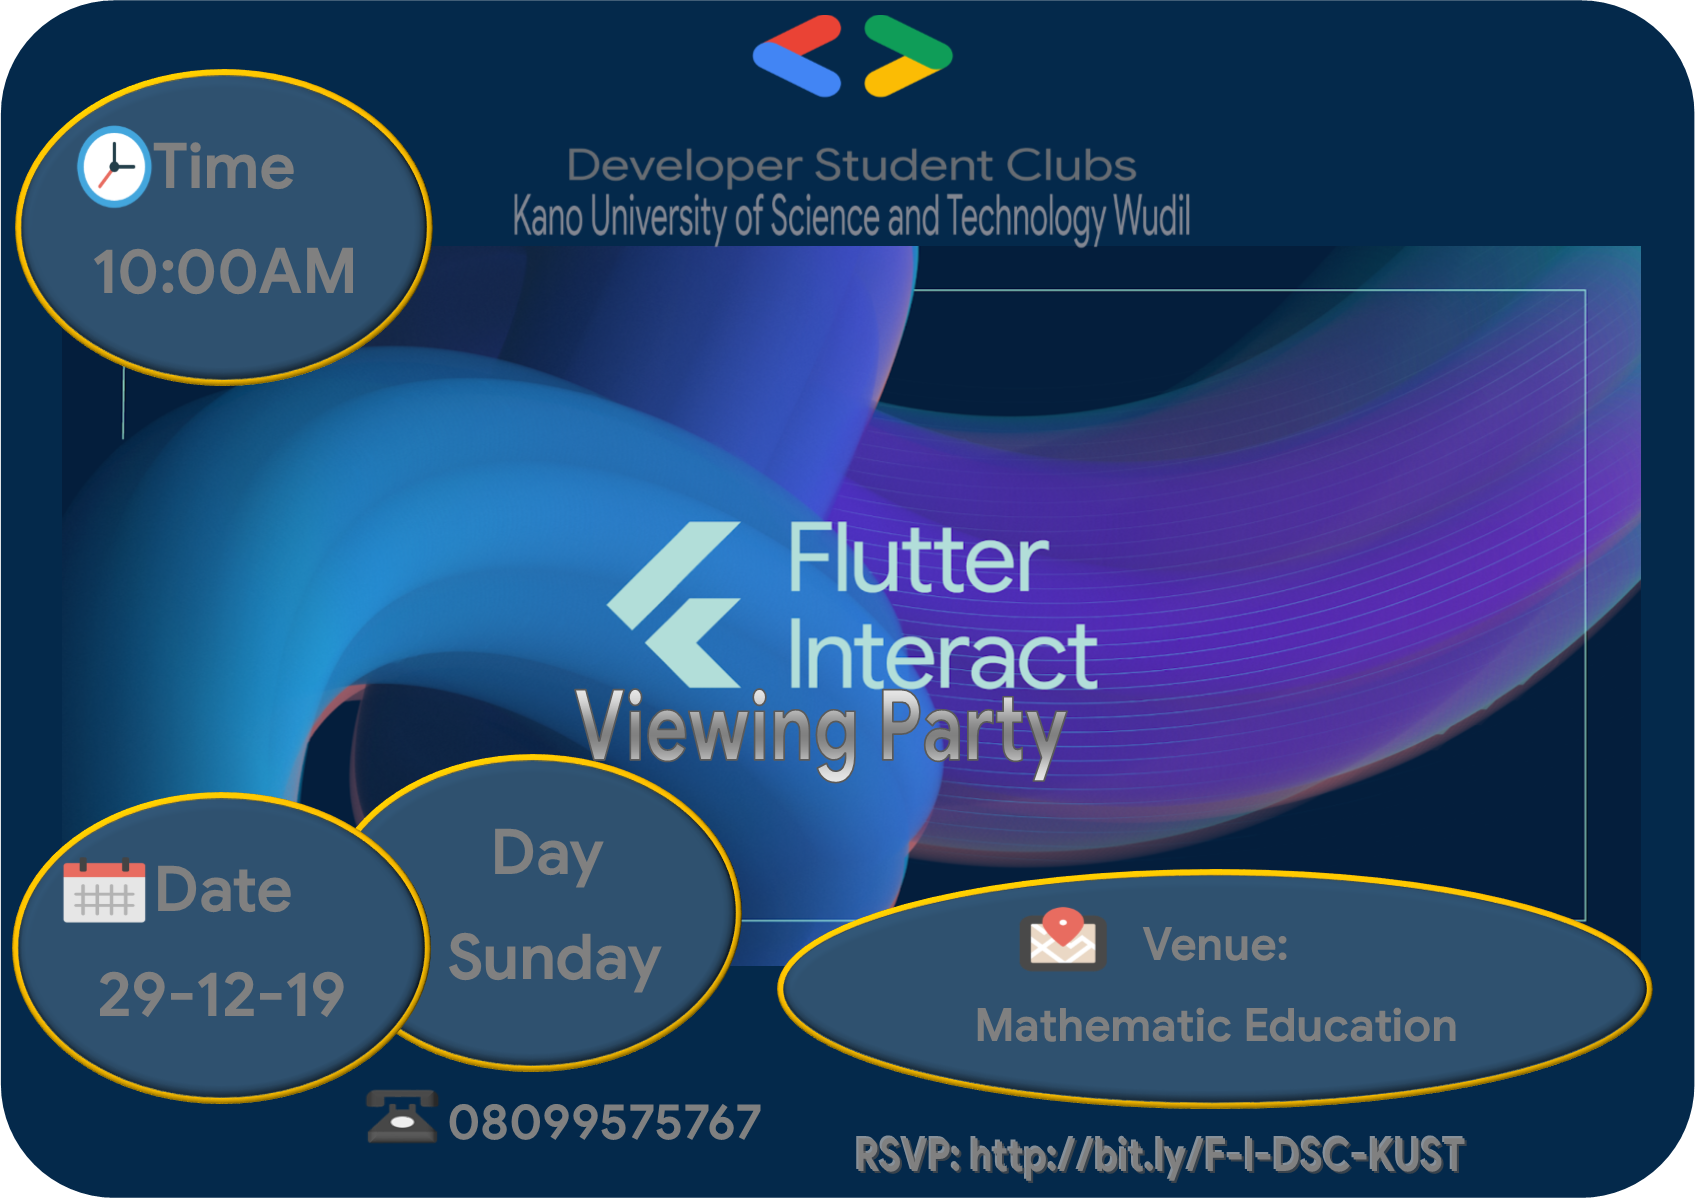 Developer Student Clubs
Kano University of Science and Technology Wudil
Time
10:00AM
Flutter
Interact
Viewing Party
Day
Sunday
Date
29-12-19
Venue:
Mathematic Education
08099575767
RSVP: http://bit.ly/F-I-DSC-KUST